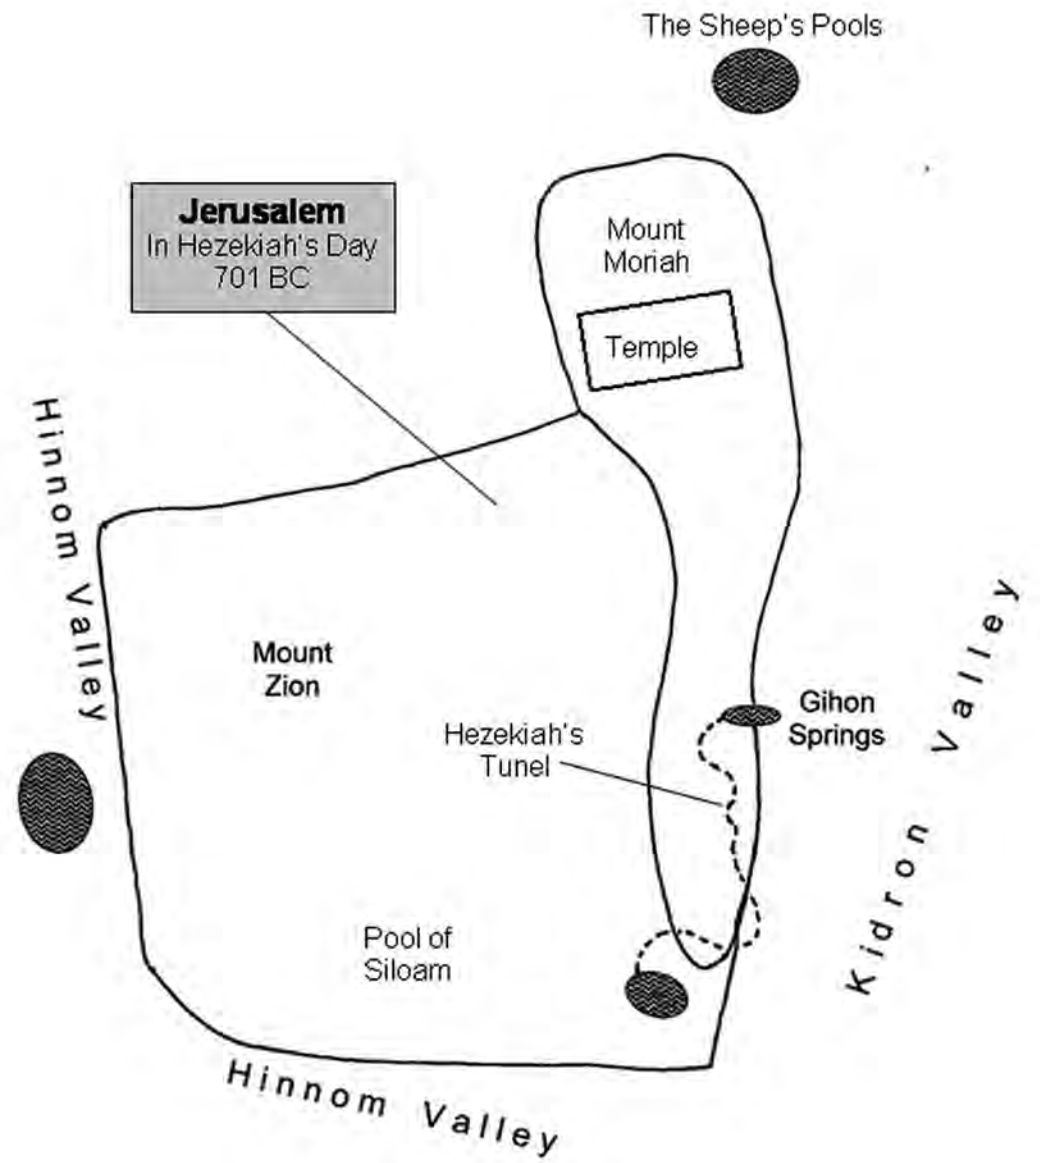 The Sheep's Pools
Jerusalem
In Hezekiah's Day
701 BC
Mount
Moriah
Temple
Hinnom Valley
Mount
Zion
Gihon
Springs
Hezekiah's
Tunel
Kidron Valley
Pool of
Siloam
Hinnom Valley